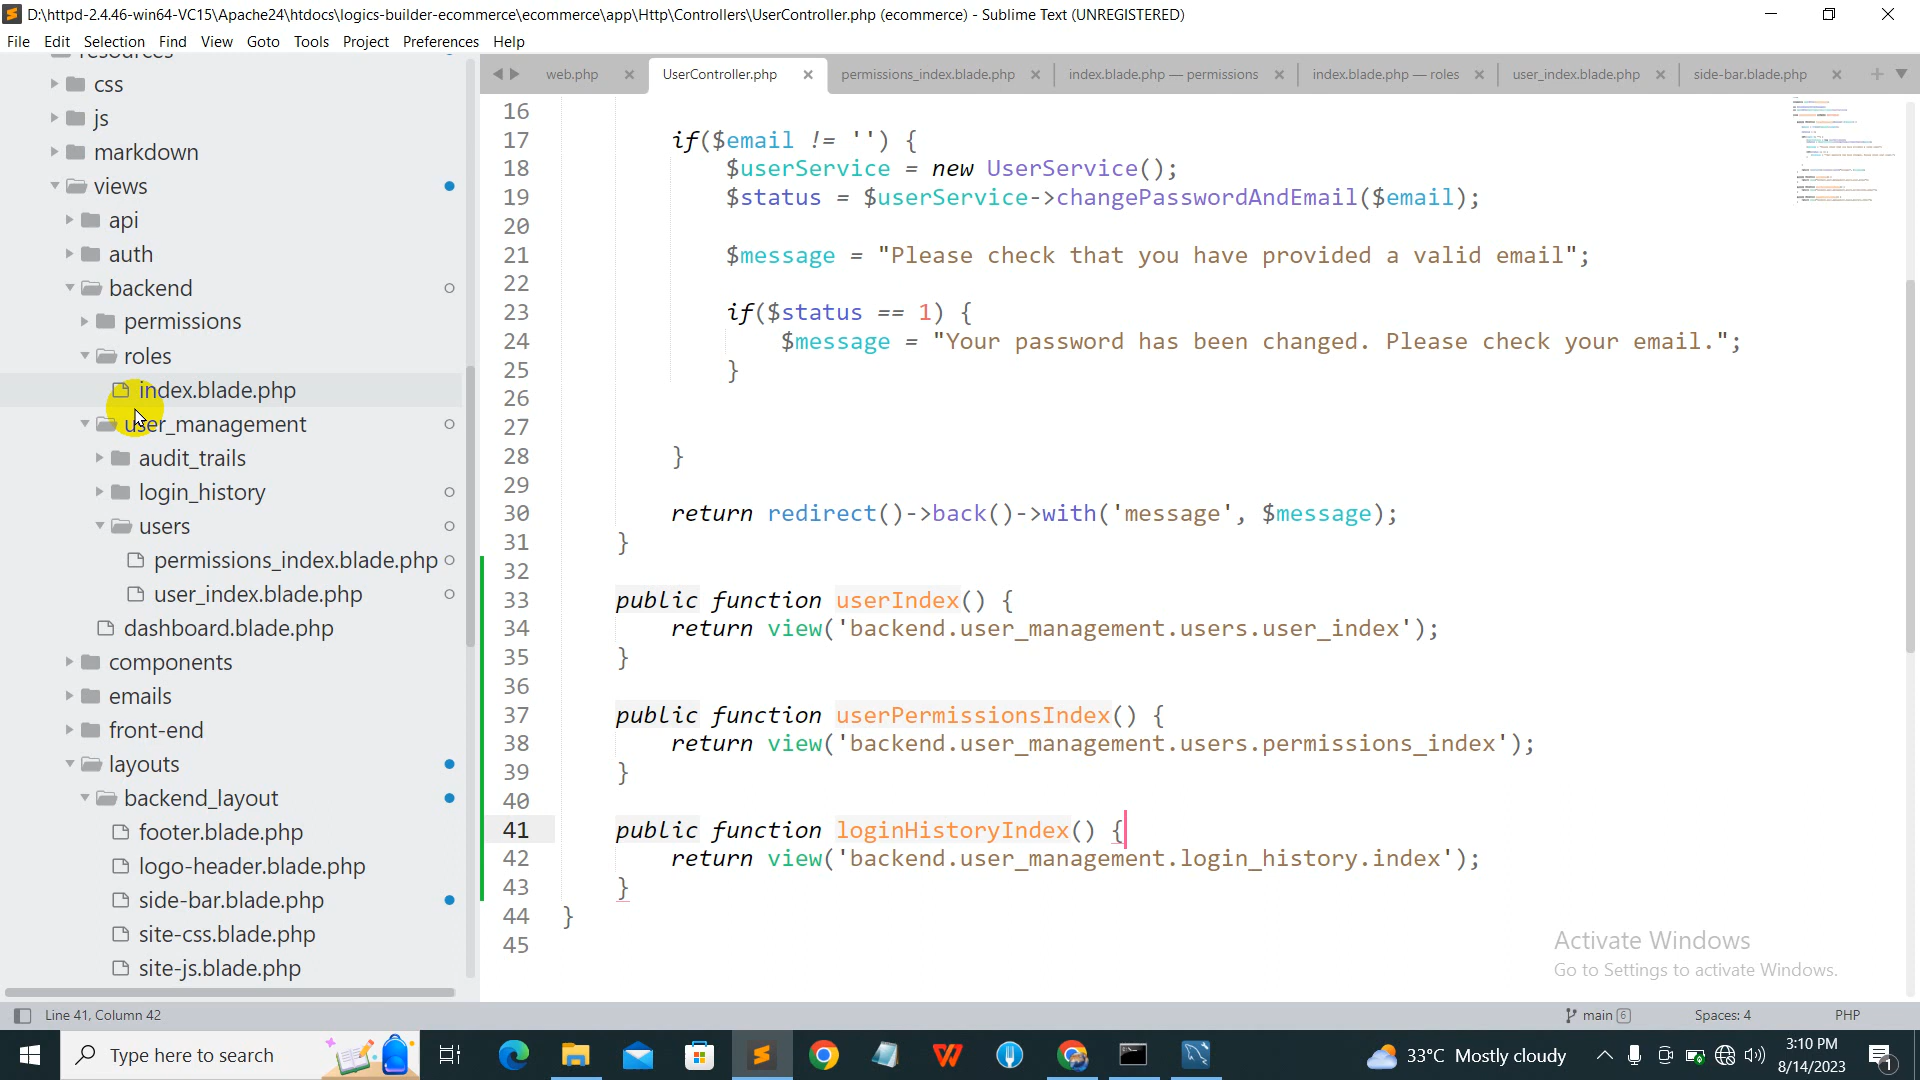 D:\httpd-2.4.46-win64-VC15\Apache24\htdocs\logics-builder-ecommerce\ecommerce\app\Http\Controllers\UserController.php (ecommerce) - Sublime Text (UNREGISTERED)
File Edit Selection Find View Goto Tools Project Preferences Help
resources
css
js
markdown
views
api
auth
backend
permissions
roles
index.blade.php
user_management
audit_trails
login_history
users
permissions_index.blade.php
user_index.blade.php
dashboard.blade.php
components
emails
front-end
layouts
backend_layout
footer.blade.php
logo-header.blade.php
side-bar.blade.php
site-css.blade.php
site-js.blade.php
web.php UserController.php permissions_index.blade.php index.blade.php — permissions index.blade.php — roles user_index.blade.php side-bar.blade.php
16
17 if($email != '') {
18 $userService = new UserService();
19 $status = $userService->changePasswordAndEmail($email);
20
21 $message = "Please check that you have provided a valid email";
22
23 if($status == 1) {
24 $message = "Your password has been changed. Please check your email.";
25 }
26
27
28 }
29
30 return redirect()->back()->with('message', $message);
31 }
32
33 public function userIndex() {
34 return view('backend.user_management.users.user_index');
35 }
36
37 public function userPermissionsIndex() {
38 return view('backend.user_management.users.permissions_index');
39 }
40
41 public function loginHistoryIndex() {
42 return view('backend.user_management.login_history.index');
43 }
44 }
45
Activate Windows
Go to Settings to activate Windows.
Line 41, Column 42 main 6 Spaces: 4 PHP
Type here to search 33°C Mostly cloudy 3:10 PM
8/14/2023 1